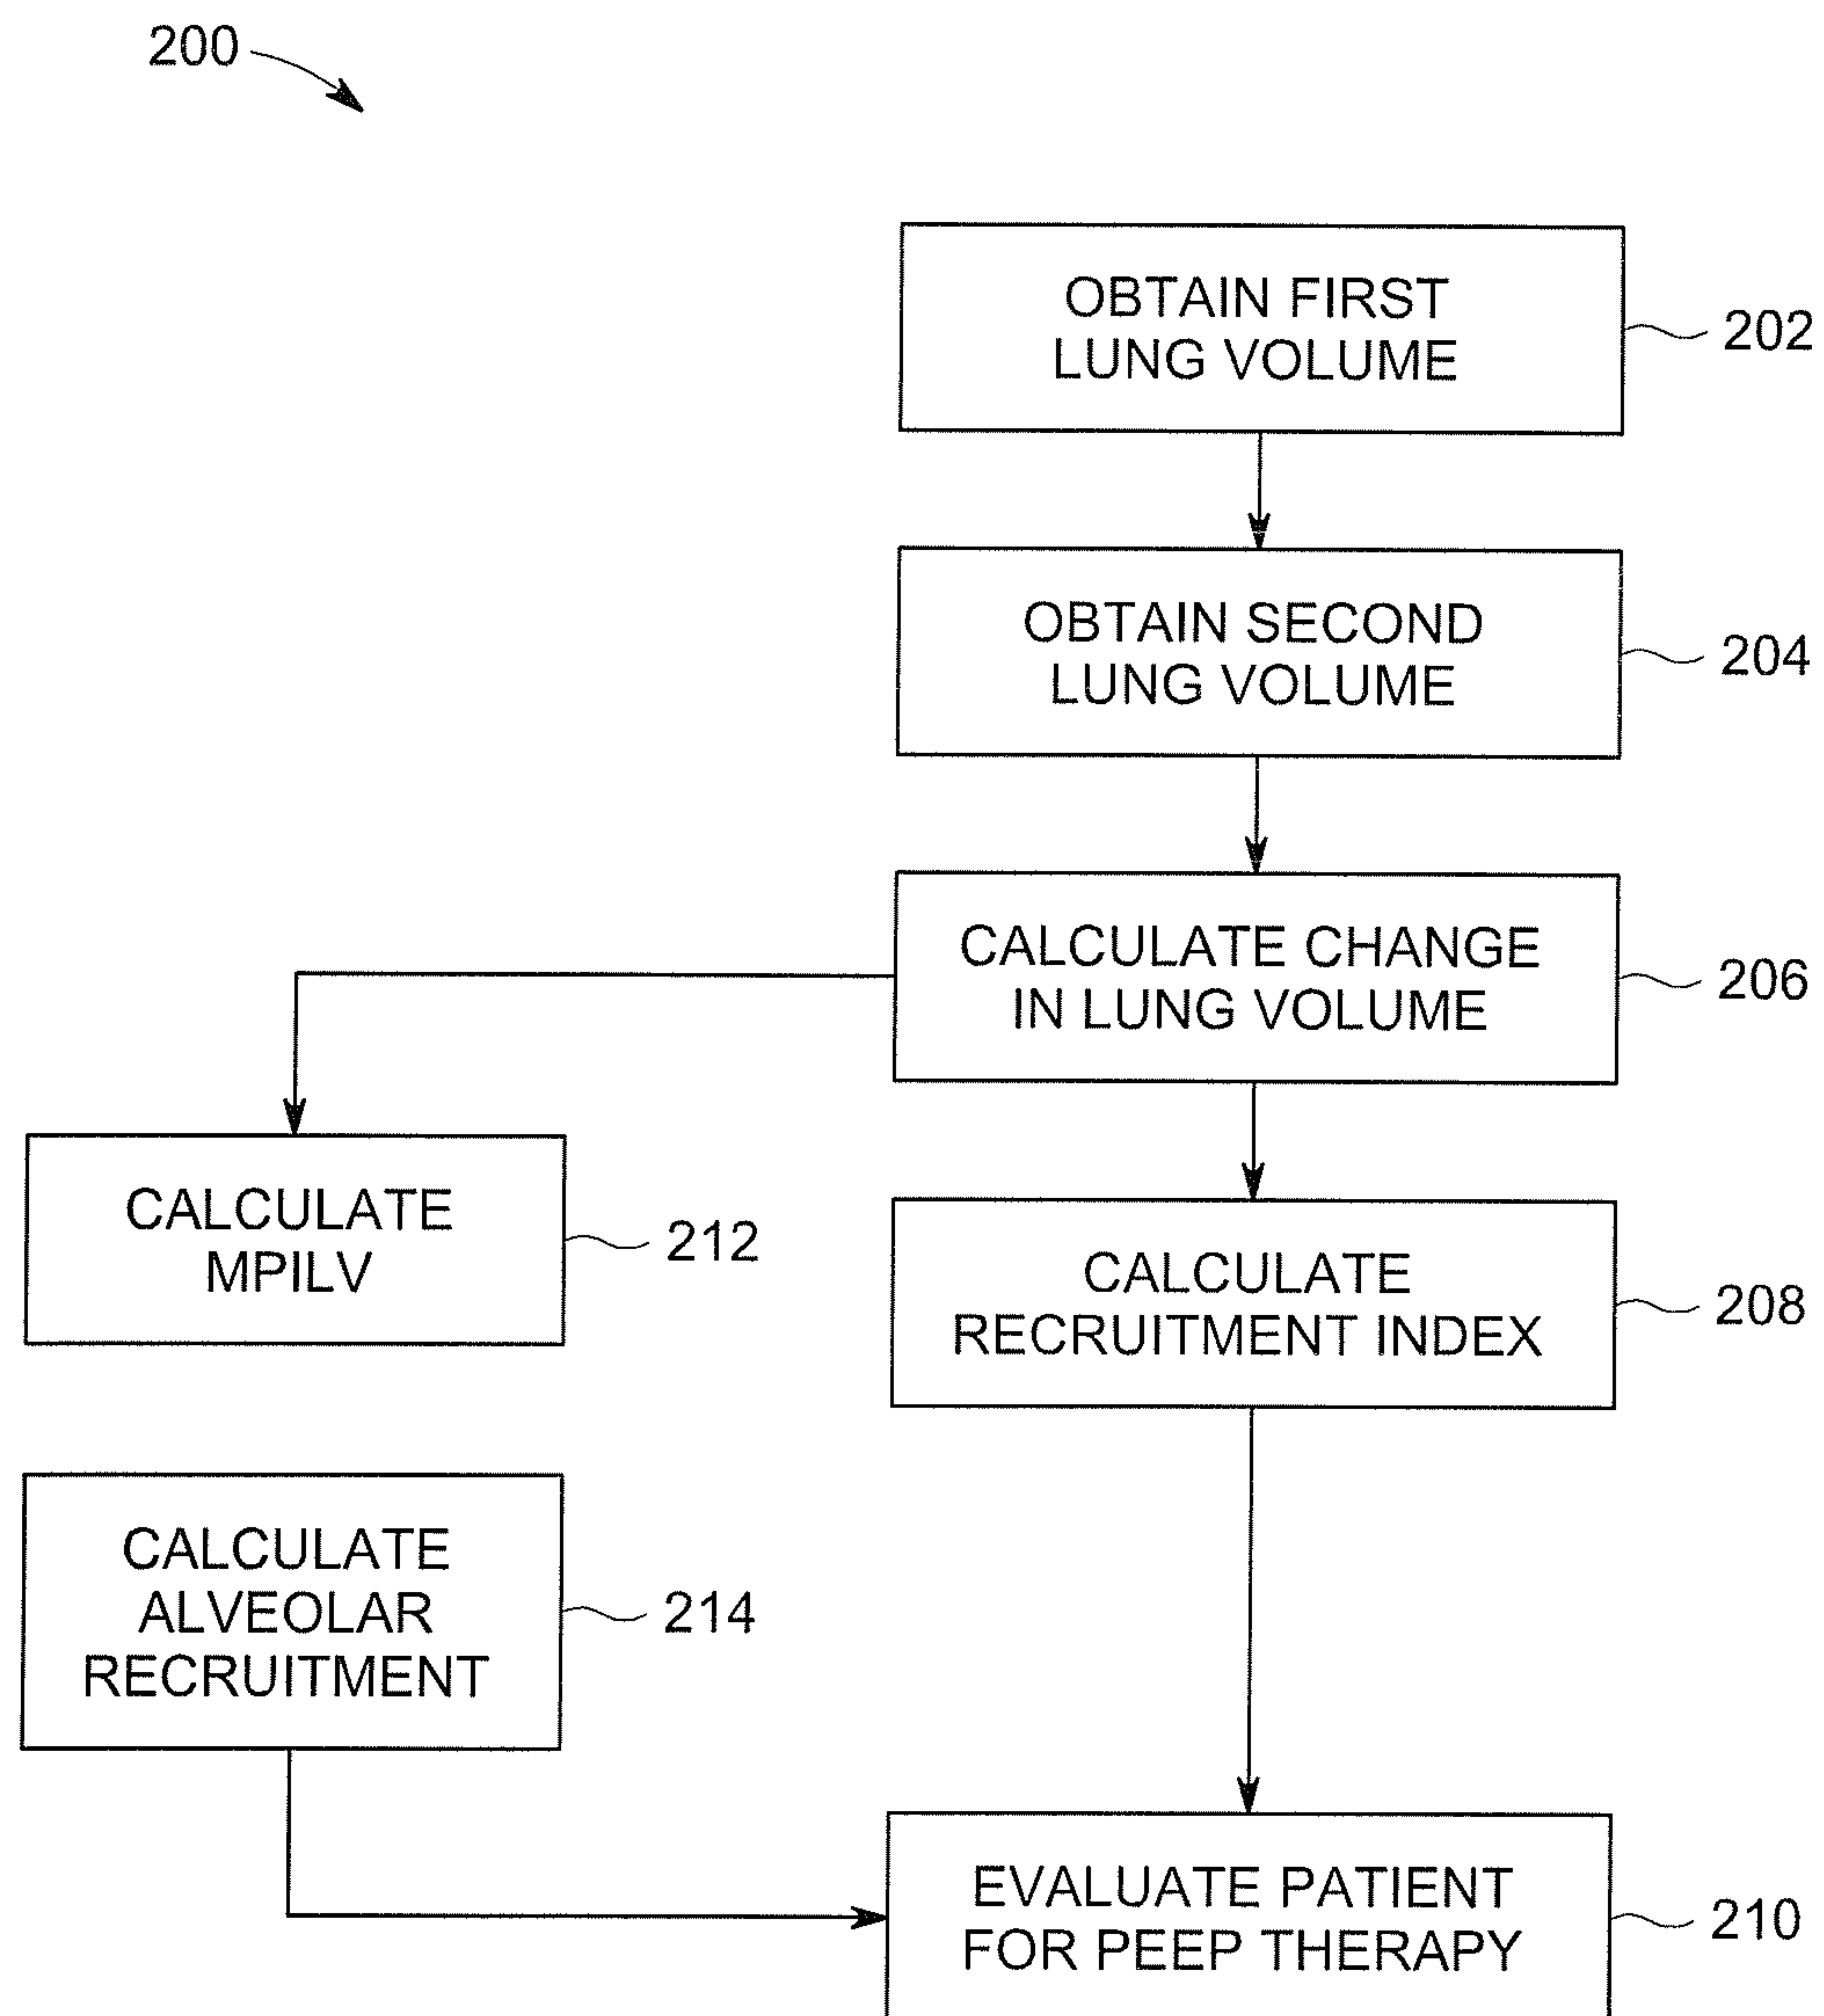 200
OBTAIN FIRST
LUNG VOLUME
202
OBTAIN SECOND
LUNG VOLUME
204
CALCULATE CHANGE
IN LUNG VOLUME
206
CALCULATE
MPILV
212
CALCULATE
RECRUITMENT INDEX
208
CALCULATE
ALVEOLAR
RECRUITMENT
214
EVALUATE PATIENT
FOR PEEP THERAPY
210